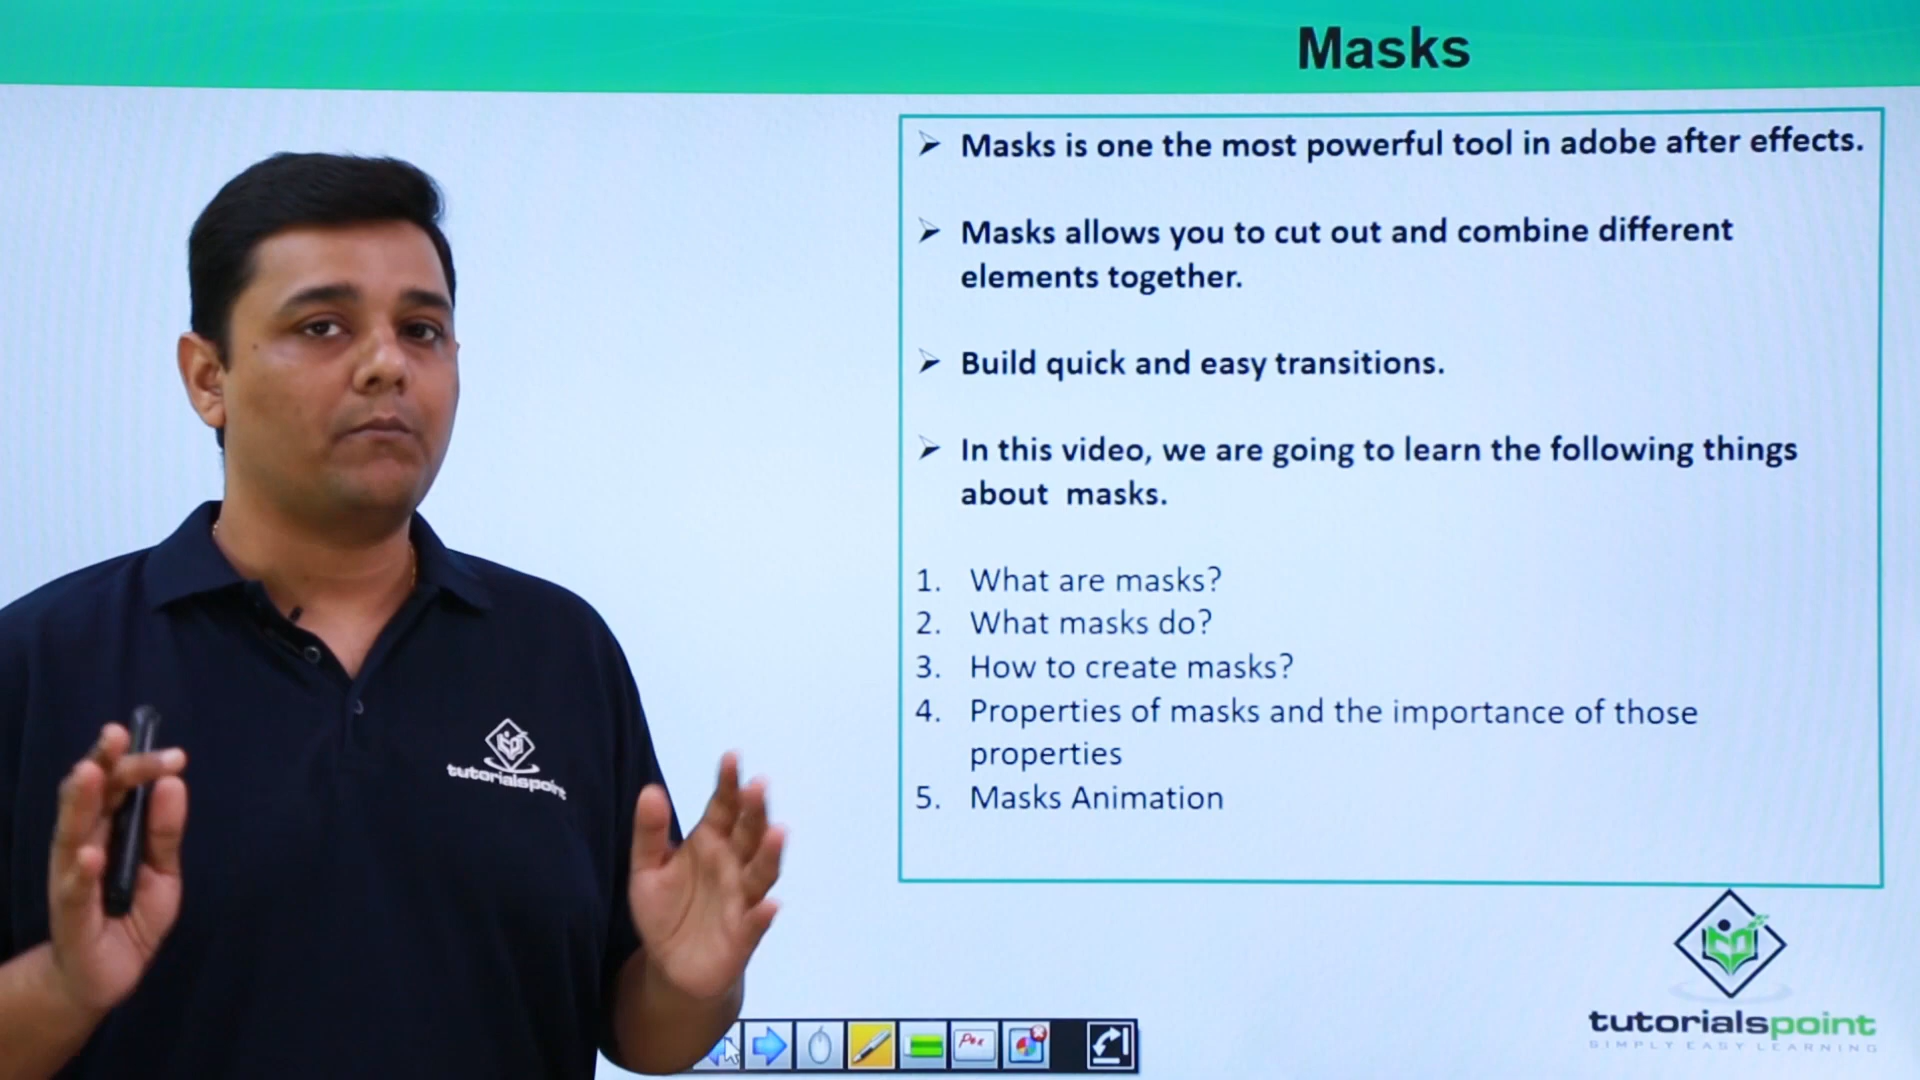 Masks
Masks is one the most powerful tool in adobe after effects.
Masks allows you to cut out and combine different
elements together.
Build quick and easy transitions.
In this video, we are going to learn the following things
about masks.
1. What are masks?
2. What masks do?
3. How to create masks?
4. Properties of masks and the importance of those
properties
5. Masks Animation
tutorialspoint
tutorialspoint
SIMPLY EASY LEARNING